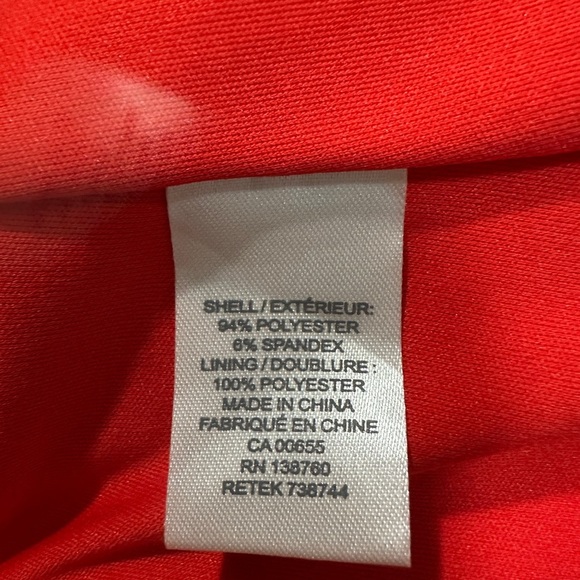 SHELL / EXTÉRIEUR:
94% POLYESTER
6% SPANDEX
LINING / DOUBLURE :
100% POLYESTER
MADE IN CHINA
FABRIQUÉ EN CHINE
CA 00655
RN 138760
RETEK 738744